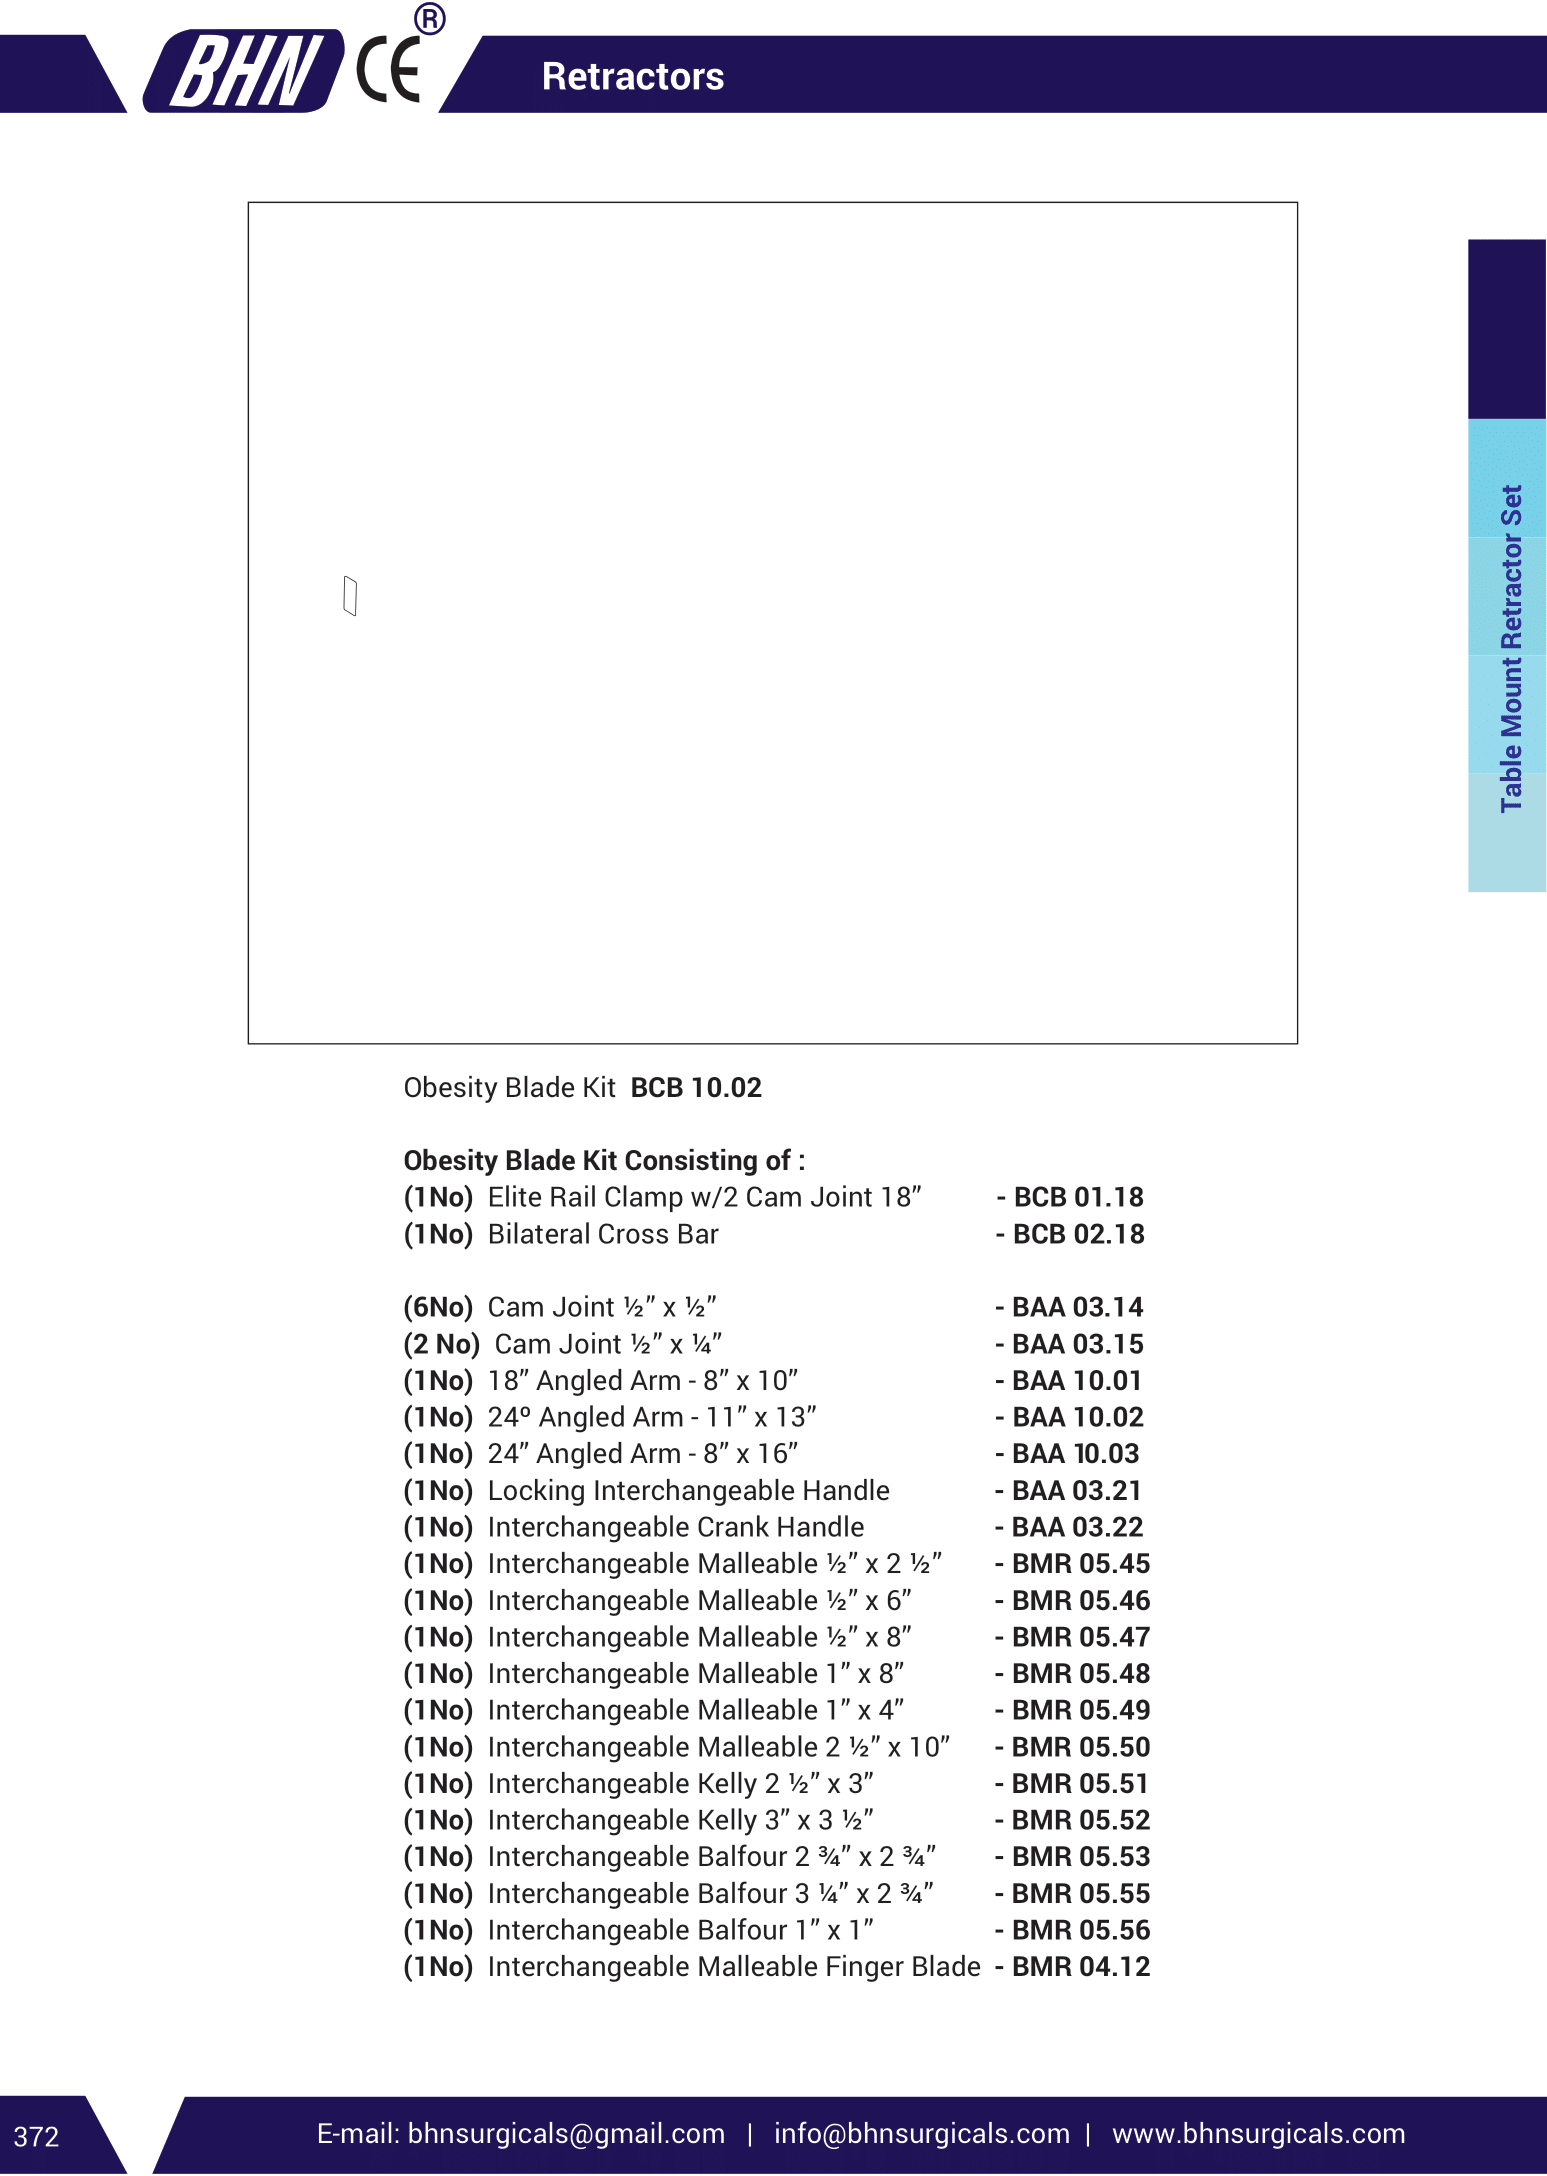 BHN CE ®
Retractors
Table Mount Retractor Set
Obesity Blade Kit BCB 10.02
Obesity Blade Kit Consisting of :
(1No) Elite Rail Clamp w/2 Cam Joint 18” - BCB 01.18
(1No) Bilateral Cross Bar - BCB 02.18
(6No) Cam Joint ½” x ½” - BAA 03.14
(2 No) Cam Joint ½” x ¼” - BAA 03.15
(1No) 18” Angled Arm - 8” x 10” - BAA 10.01
(1No) 24º Angled Arm - 11” x 13” - BAA 10.02
(1No) 24” Angled Arm - 8” x 16” - BAA 10.03
(1No) Locking Interchangeable Handle - BAA 03.21
(1No) Interchangeable Crank Handle - BAA 03.22
(1No) Interchangeable Malleable ½” x 2 ½” - BMR 05.45
(1No) Interchangeable Malleable ½” x 6” - BMR 05.46
(1No) Interchangeable Malleable ½” x 8” - BMR 05.47
(1No) Interchangeable Malleable 1” x 8” - BMR 05.48
(1No) Interchangeable Malleable 1” x 4” - BMR 05.49
(1No) Interchangeable Malleable 2 ½” x 10” - BMR 05.50
(1No) Interchangeable Kelly 2 ½” x 3” - BMR 05.51
(1No) Interchangeable Kelly 3” x 3 ½” - BMR 05.52
(1No) Interchangeable Balfour 2 ¾” x 2 ¾” - BMR 05.53
(1No) Interchangeable Balfour 3 ¼” x 2 ¾” - BMR 05.55
(1No) Interchangeable Balfour 1” x 1” - BMR 05.56
(1No) Interchangeable Malleable Finger Blade - BMR 04.12
372
E-mail: bhnsurgicals@gmail.com | info@bhnsurgicals.com | www.bhnsurgicals.com